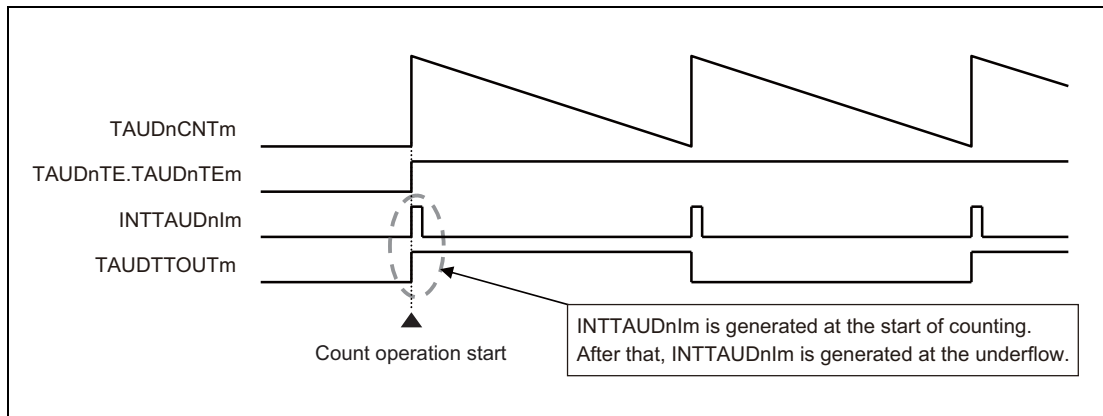 TAUDnCNTm
TAUDnTE.TAUDnTEm
INTTAUDnIm
TAUDTTOUTm
Count operation start
INTTAUDnIm is generated at the start of counting.
After that, INTTAUDnIm is generated at the underflow.